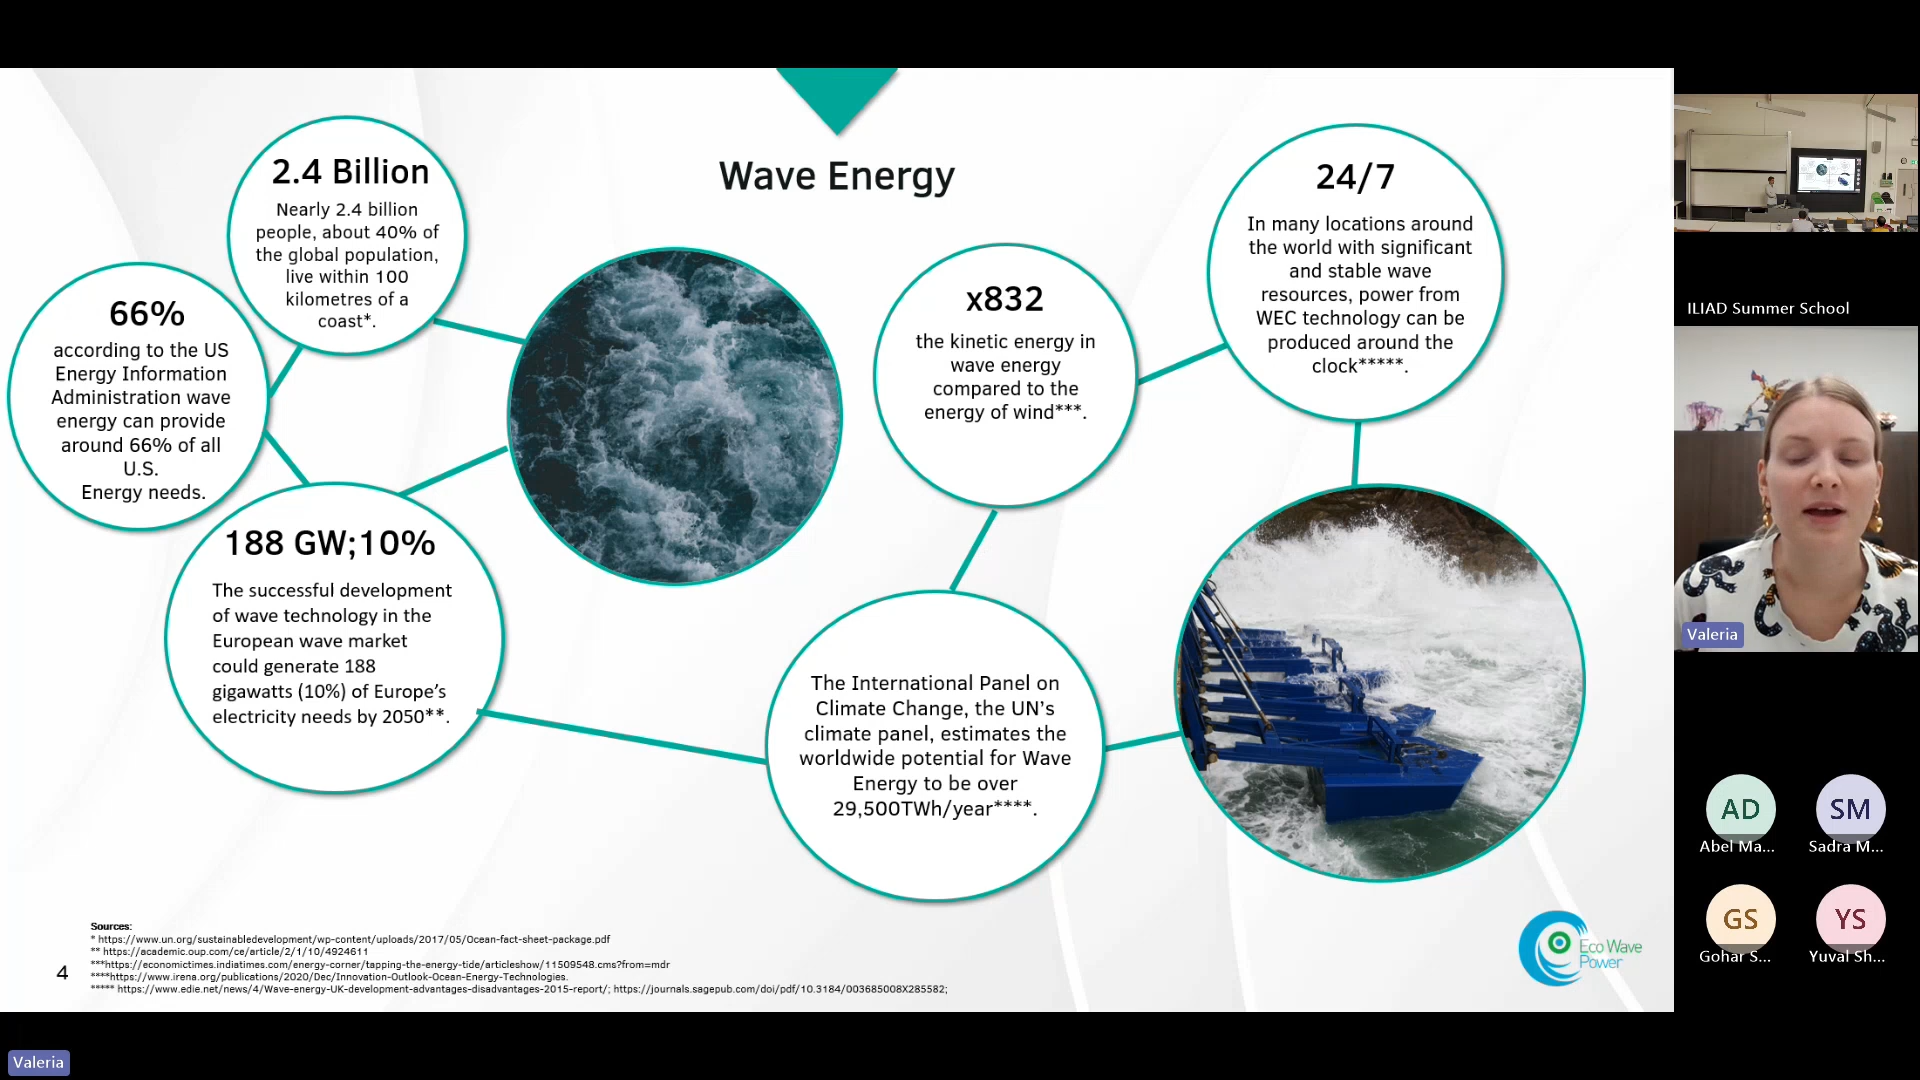 Wave Energy
2.4 Billion
Nearly 2.4 billion
people, about 40% of
the global population,
live within 100
kilometres of a
coast*.
66%
according to the US
Energy Information
Administration wave
energy can provide
around 66% of all
U.S.
Energy needs.
188 GW;10%
The successful development
of wave technology in the
European wave market
could generate 188
gigawatts (10%) of Europe’s
electricity needs by 2050**.
x832
the kinetic energy in
wave energy
compared to the
energy of wind***.
24/7
In many locations around
the world with significant
and stable wave
resources, power from
WEC technology can be
produced around the
clock*****.
The International Panel on
Climate Change, the UN’s
climate panel, estimates the
worldwide potential for Wave
Energy to be over
29,500TWh/year****.
Sources:
* https://www.un.org/sustainabledevelopment/wp-content/uploads/2017/05/Ocean-fact-sheet-package.pdf
** https://academic.oup.com/ce/article/2/1/10/4924611
***https://economictimes.indiatimes.com/energy-corner/tapping-the-energy-tide/articleshow/11509548.cms?from=mdr
****https://www.irena.org/publications/2020/Dec/Innovation-Outlook-Ocean-Energy-Technologies.
***** https://www.edie.net/news/4/Wave-energy-UK-development-advantages-disadvantages-2015-report/; https://journals.sagepub.com/doi/pdf/10.3184/003685008X285582;
4
Eco Wave
Power
ILIAD Summer School
Valeria
AD
SM
Abel Ma...
Sadra M...
GS
YS
Gohar S...
Yuval Sh...
Valeria